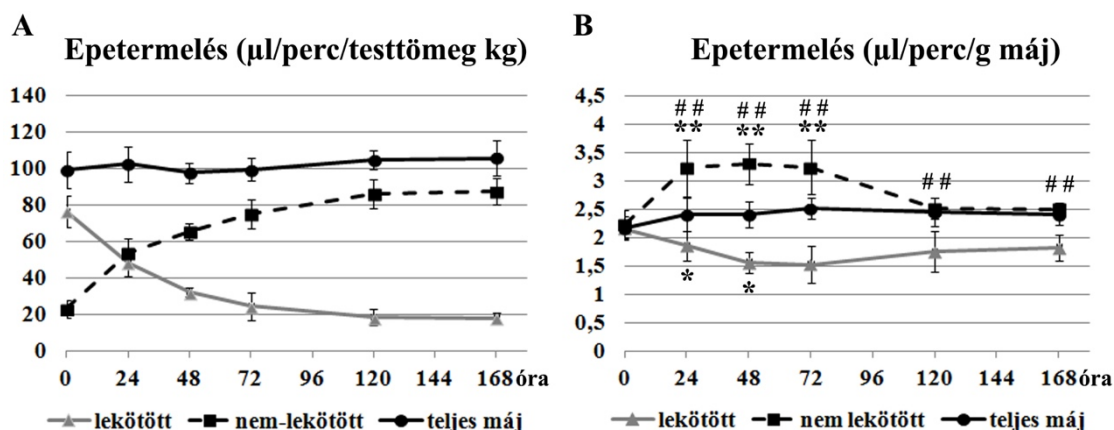 A
Epetermelés (µl/perc/testtömeg kg)
140
120
100
80
60
40
20
0
0 24 48 72 96 120 144 168 óra
lekötött nem-lekötött teljes máj
B
Epetermelés (µl/perc/g máj)
4,5
4
3,5
3
2,5
2
1,5
1
0,5
0
## ## ##
** ** **
## ##
* *
0 24 48 72 96 120 144 168 óra
lekötött nem lekötött teljes máj